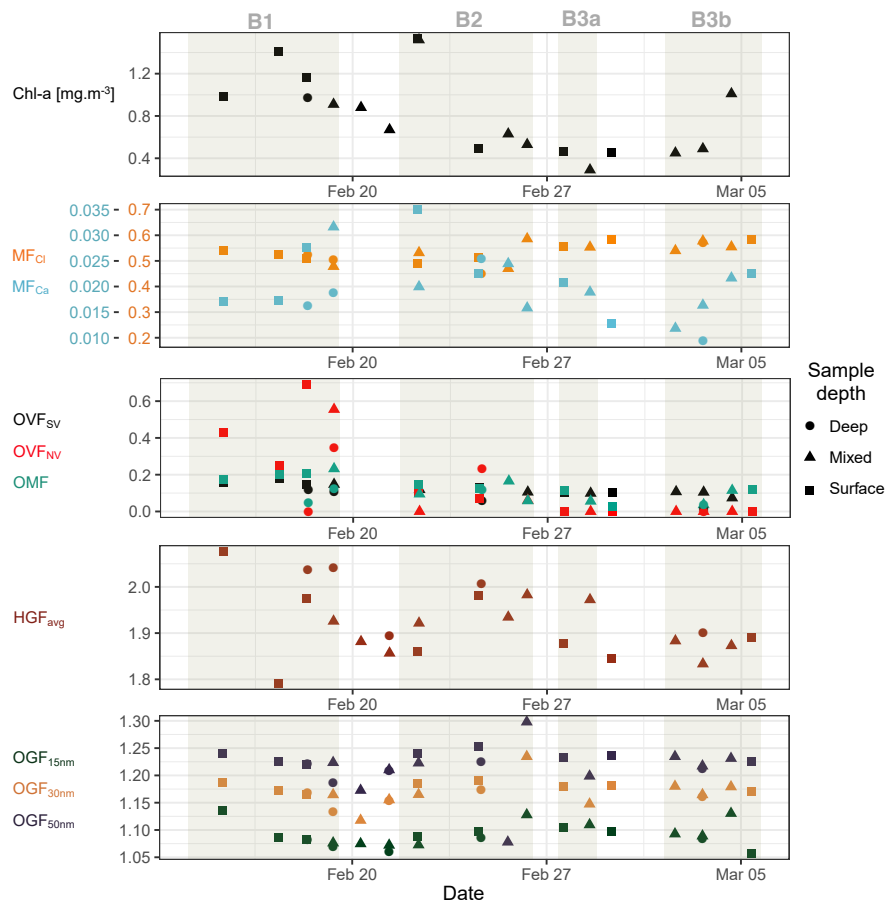 B1 B2 B3a B3b
Chl-a [mg.m-3]
1.2
0.8
0.4
Feb 20 Feb 27 Mar 05
MFCl
MFCa
0.035 0.7
0.030 0.6
0.025 0.5
0.020 0.4
0.015 0.3
0.010 0.2
Feb 20 Feb 27 Mar 05
Sample
depth
Deep
Mixed
Surface
OVFSV
OVFNV
OMF
0.6
0.4
0.2
0.0
Feb 20 Feb 27 Mar 05
HGFavg
2.0
1.9
1.8
Feb 20 Feb 27 Mar 05
OGF15nm
OGF30nm
OGF50nm
1.30
1.25
1.20
1.15
1.10
1.05
Feb 20 Feb 27 Mar 05
Date